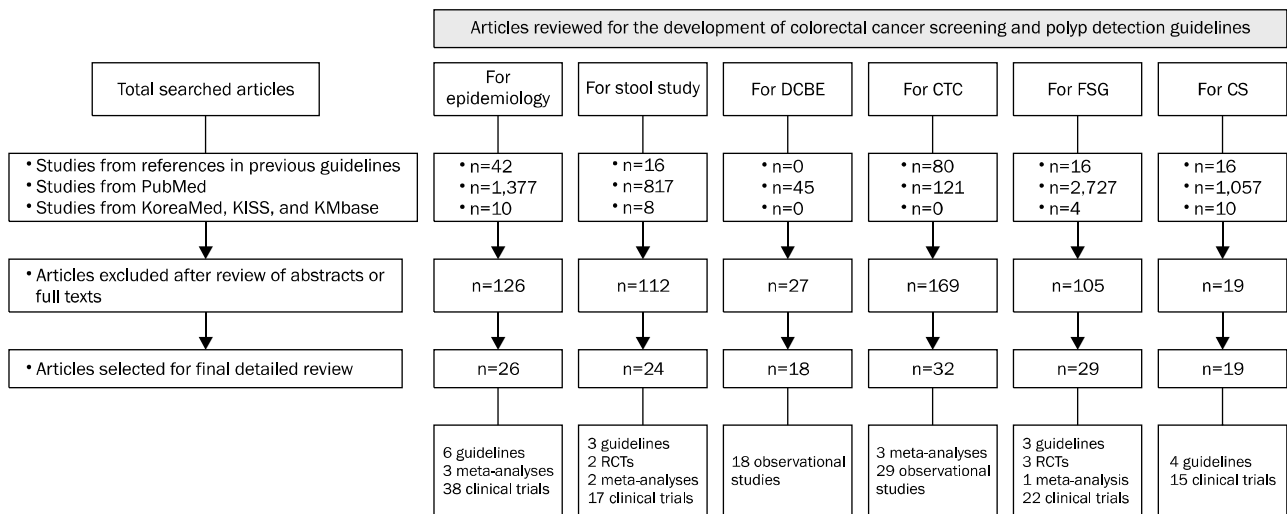 Articles reviewed for the development of colorectal cancer screening and polyp detection guidelines
Total searched articles
For
epidemiology
For stool study
For DCBE
For CTC
For FSG
For CS
• Studies from references in previous guidelines
• Studies from PubMed
• Studies from KoreaMed, KISS, and KMbase
• n=42
• n=1,377
• n=10
• n=16
• n=817
• n=8
• n=0
• n=45
• n=0
• n=80
• n=121
• n=0
• n=16
• n=2,727
• n=4
• n=16
• n=1,057
• n=10
• Articles excluded after review of abstracts or
full texts
n=126
n=112
n=27
n=169
n=105
n=19
• Articles selected for final detailed review
n=26
n=24
n=18
n=32
n=29
n=19
6 guidelines
3 meta-analyses
38 clinical trials
3 guidelines
2 RCTs
2 meta-analyses
17 clinical trials
18 observational
studies
3 meta-analyses
29 observational
studies
3 guidelines
3 RCTs
1 meta-analysis
22 clinical trials
4 guidelines
15 clinical trials